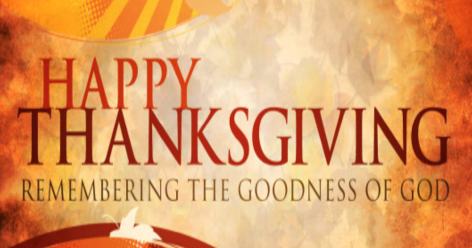 HAPPY
THANKSGIVING
REMEMBERING THE GOODNESS OF GOD